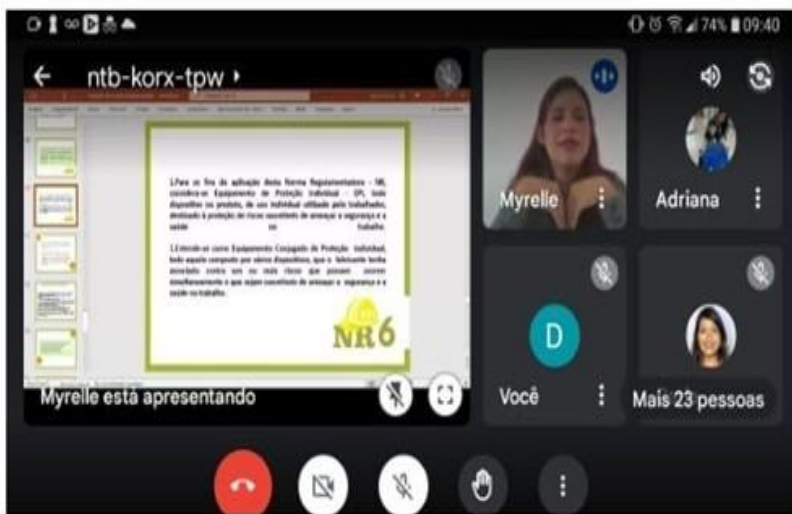 74% 09:40
ntb-korx-tpw
1.Para os fins de aplicação desta Norma Regulamentadora - NR,
considera-se Equipamento de Proteção Individual - EPI, todo
dispositivo ou produto, de uso individual utilizado pelo trabalhador,
destinado à proteção de riscos suscetíveis de ameaçar a segurança e a
saúde no trabalho.
1.Entende-se como Equipamento Conjugado de Proteção Individual,
todo aquele composto por vários dispositivos, que o fabricante tenha
associado contra um ou mais riscos que possam ocorrer
simultaneamente e que sejam suscetíveis de ameaçar a segurança e a
saúde no trabalho.
NR6
Myrelle está apresentando
Myrelle
Adriana
D
Você
Mais 23 pessoas